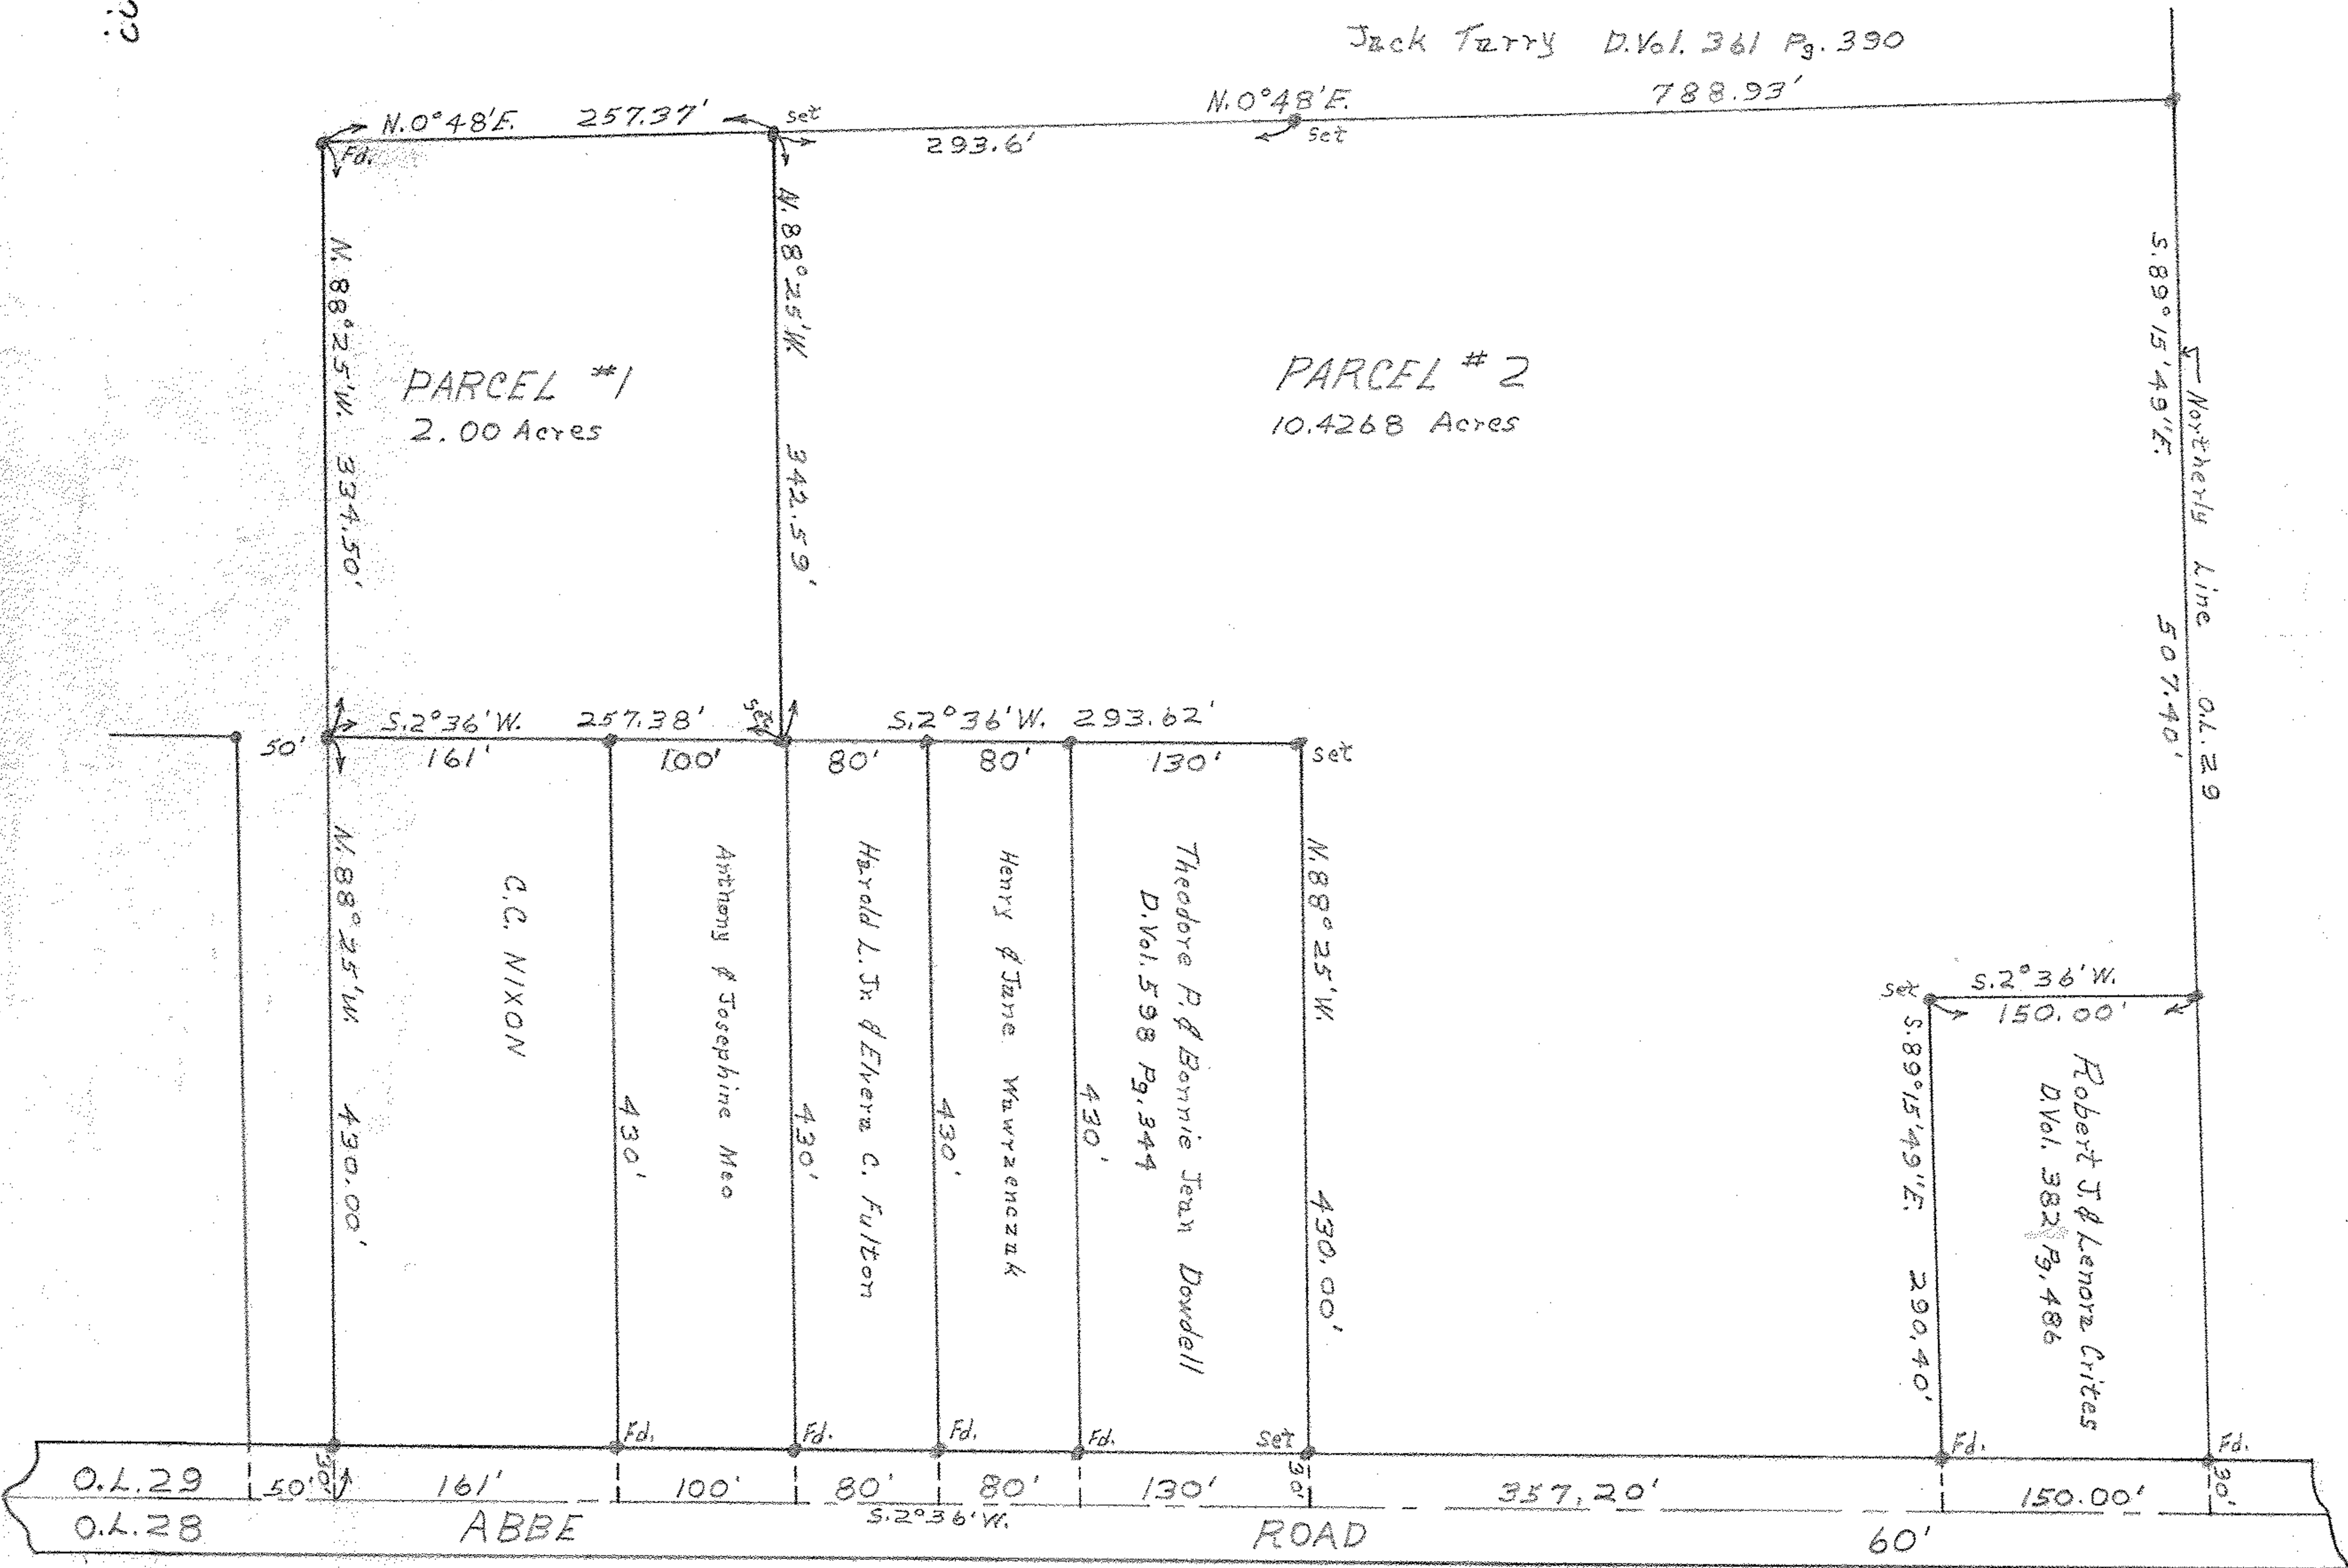 Jack Tarry D.Vol. 361 Pg. 390
N.0°48'E. 257.37'
set
N.0°48'E.
788.93'
Fd.
293.6'
set
N.88°25'W. 334.50'
N.88°25'W. 342.59'
PARCEL #1
2.00 Acres
PARCEL # 2
10.4268 Acres
S.89°15'49"E. 507.40'
Northerly Line O.L.29
50'
S.2°36'W. 257.38'
set
S.2°36'W. 293.62'
161'
100'
80'
80'
130'
set
N.88°25'W. 430.00'
C.C. NIXON
430'
Anthony & Josephine Meo
430'
Harold L. Jr. & Elvera C. Fulton
430'
Henry & Jane Wawrzenczak
430'
Theodore P. & Bonnie Jean Dowdell
D.Vol. 598 Pg. 344
N.88°25'W. 430.00'
set
S.2°36'W.
150.00'
S.89°15'49"E. 290.40'
Robert J. & Lenora Crites
D.Vol. 382 Pg. 486
Fd.
Fd.
Fd.
Fd.
Set
Fd.
Fd.
O.L.29
50'
30'
161'
100'
80'
80'
130'
30'
357.20'
150.00'
30'
O.L.28
ABBE
S.2°36'W.
ROAD
60'